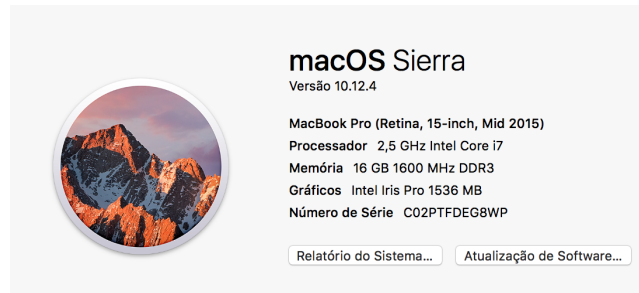 macOS Sierra
Versão 10.12.4
MacBook Pro (Retina, 15-inch, Mid 2015)
Processador 2,5 GHz Intel Core i7
Memória 16 GB 1600 MHz DDR3
Gráficos Intel Iris Pro 1536 MB
Número de Série C02PTFDEG8WP
Relatório do Sistema... Atualização de Software...